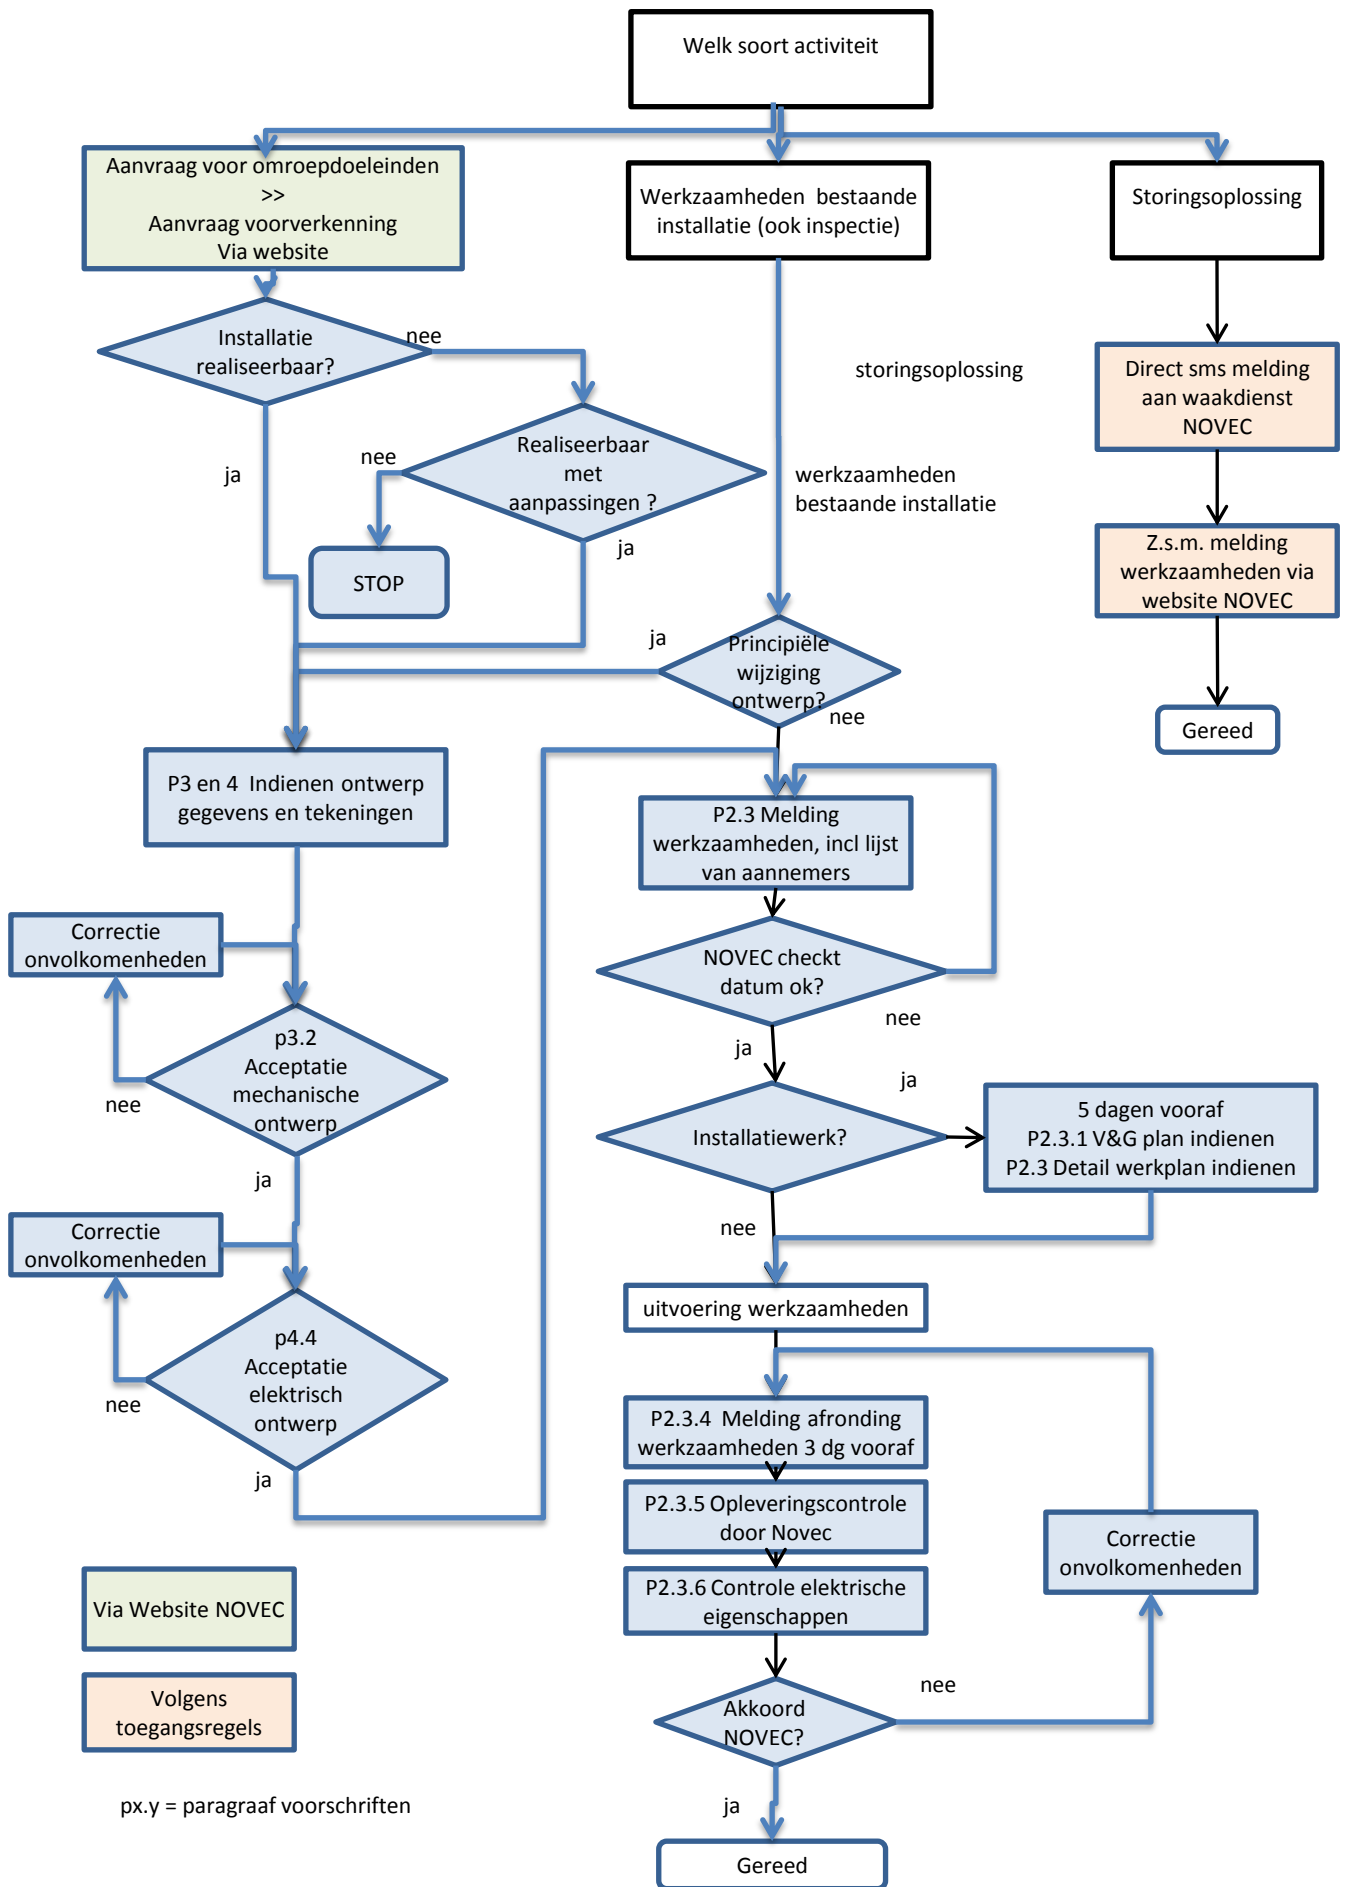 Welk soort activiteit
Aanvraag voor omroepdoeleinden
>>
Aanvraag voorverkenning
Via website
Werkzaamheden bestaande
installatie (ook inspectie)
Storingsoplossing
Installatie
realiseerbaar?
nee
storingsoplossing
Direct sms melding
aan waakdienst
NOVEC
ja
nee
Realiseerbaar
met
aanpassingen ?
werkzaamheden
bestaande installatie
STOP
ja
Z.s.m. melding
werkzaamheden via
website NOVEC
ja
Principiële
wijziging
ontwerp?
nee
Gereed
P3 en 4 Indienen ontwerp
gegevens en tekeningen
P2.3 Melding
werkzaamheden, incl lijst
van aannemers
Correctie
onvolkomenheden
NOVEC checkt
datum ok?
nee
ja
p3.2
Acceptatie
mechanische
ontwerp
nee
ja
Installatiewerk?
ja
5 dagen vooraf
P2.3.1 V&G plan indienen
P2.3 Detail werkplan indienen
nee
Correctie
onvolkomenheden
uitvoering werkzaamheden
p4.4
Acceptatie
elektrisch
ontwerp
nee
ja
P2.3.4 Melding afronding
werkzaamheden 3 dg vooraf
P2.3.5 Opleveringscontrole
door Novec
P2.3.6 Controle elektrische
eigenschappen
Correctie
onvolkomenheden
Via Website NOVEC
Volgens
toegangsregels
Akkoord
NOVEC?
nee
px.y = paragraaf voorschriften
ja
Gereed